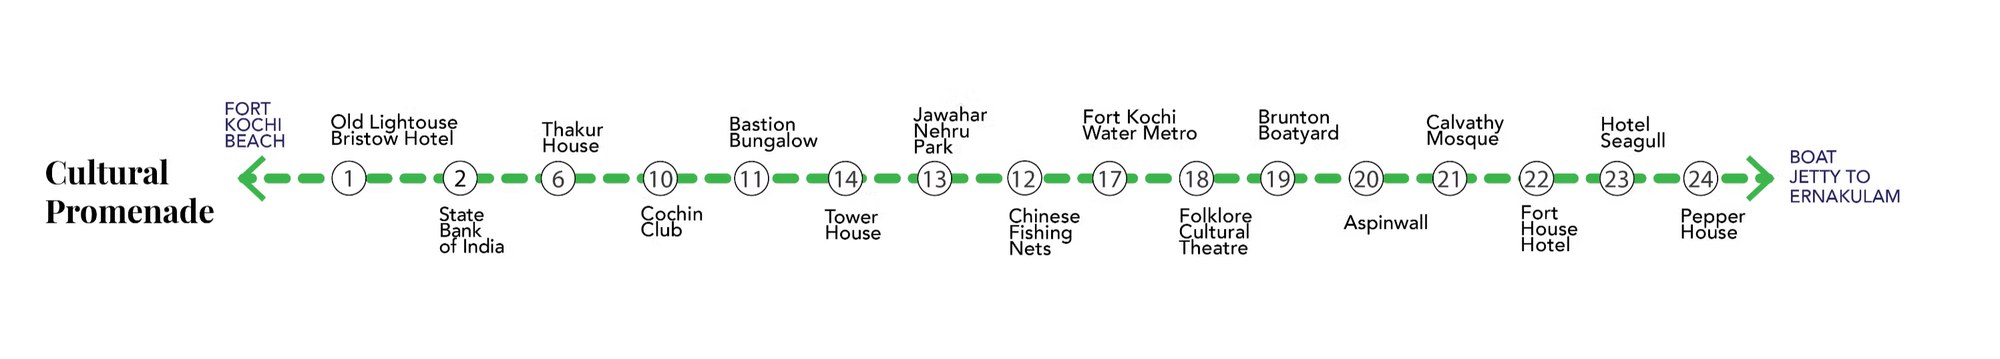 Cultural
Promenade
FORT
KOCHI
BEACH
1
Old Lightouse
Bristow Hotel
2
State
Bank
of India
6
Thakur
House
10
Cochin
Club
11
Bastion
Bungalow
14
Tower
House
13
Jawahar
Nehru
Park
12
Chinese
Fishing
Nets
17
Fort Kochi
Water Metro
18
Folklore
Cultural
Theatre
19
Brunton
Boatyard
20
Aspinwall
21
Calvathy
Mosque
22
Fort
House
Hotel
23
Hotel
Seagull
24
Pepper
House
BOAT
JETTY TO
ERNAKULAM